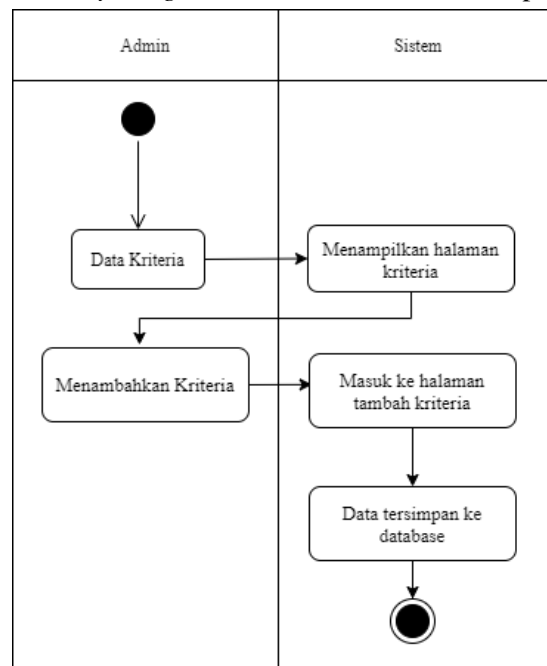 Admin
Sistem
Data Kriteria
Menampilkan halaman
kriteria
Menambahkan Kriteria
Masuk ke halaman
tambah kriteria
Data tersimpan ke
database